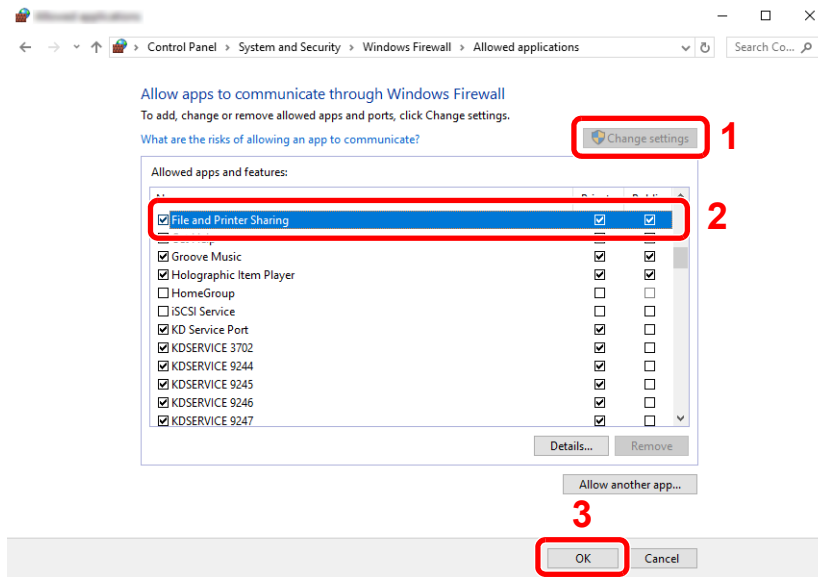 Control Panel > System and Security > Windows Firewall > Allowed applications
Search Co...
Allow apps to communicate through Windows Firewall
To add, change or remove allowed apps and ports, click Change settings.
What are the risks of allowing an app to communicate?
Change settings
1
Allowed apps and features:
File and Printer Sharing
2
Groove Music
Holographic Item Player
HomeGroup
iSCSI Service
KD Service Port
KDSERVICE 3702
KDSERVICE 9244
KDSERVICE 9245
KDSERVICE 9246
KDSERVICE 9247
Details...
Remove
Allow another app...
3
OK
Cancel